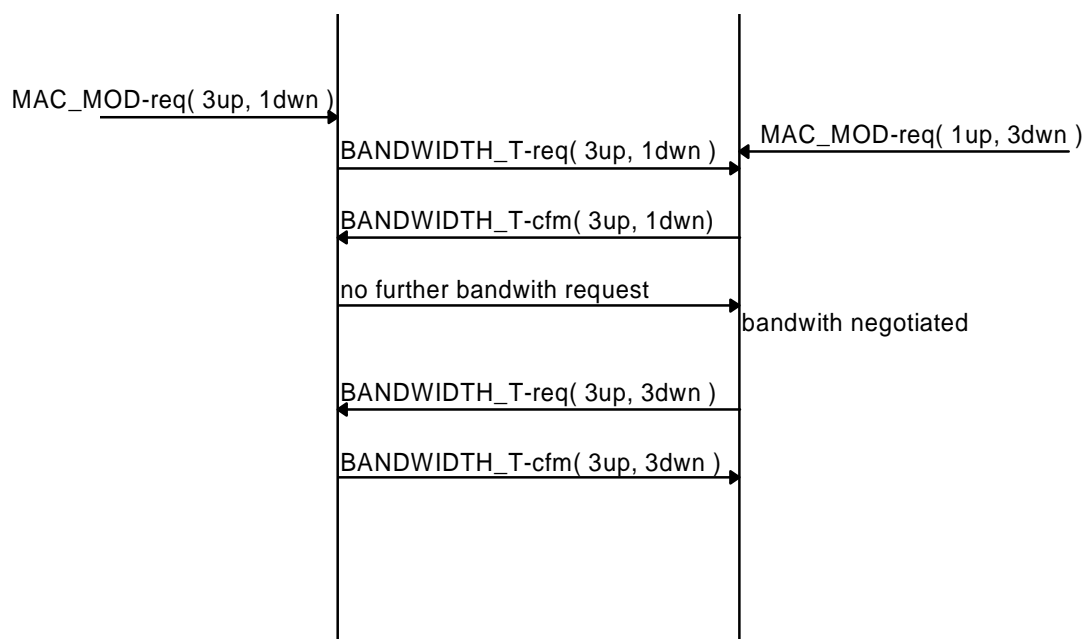 MAC_MOD-req( 3up, 1dwn )
MAC_MOD-req( 1up, 3dwn )
BANDWIDTH_T-req( 3up, 1dwn )
BANDWIDTH_T-cfm( 3up, 1dwn)
no further bandwith request
bandwith negotiated
BANDWIDTH_T-req( 3up, 3dwn )
BANDWIDTH_T-cfm( 3up, 3dwn )